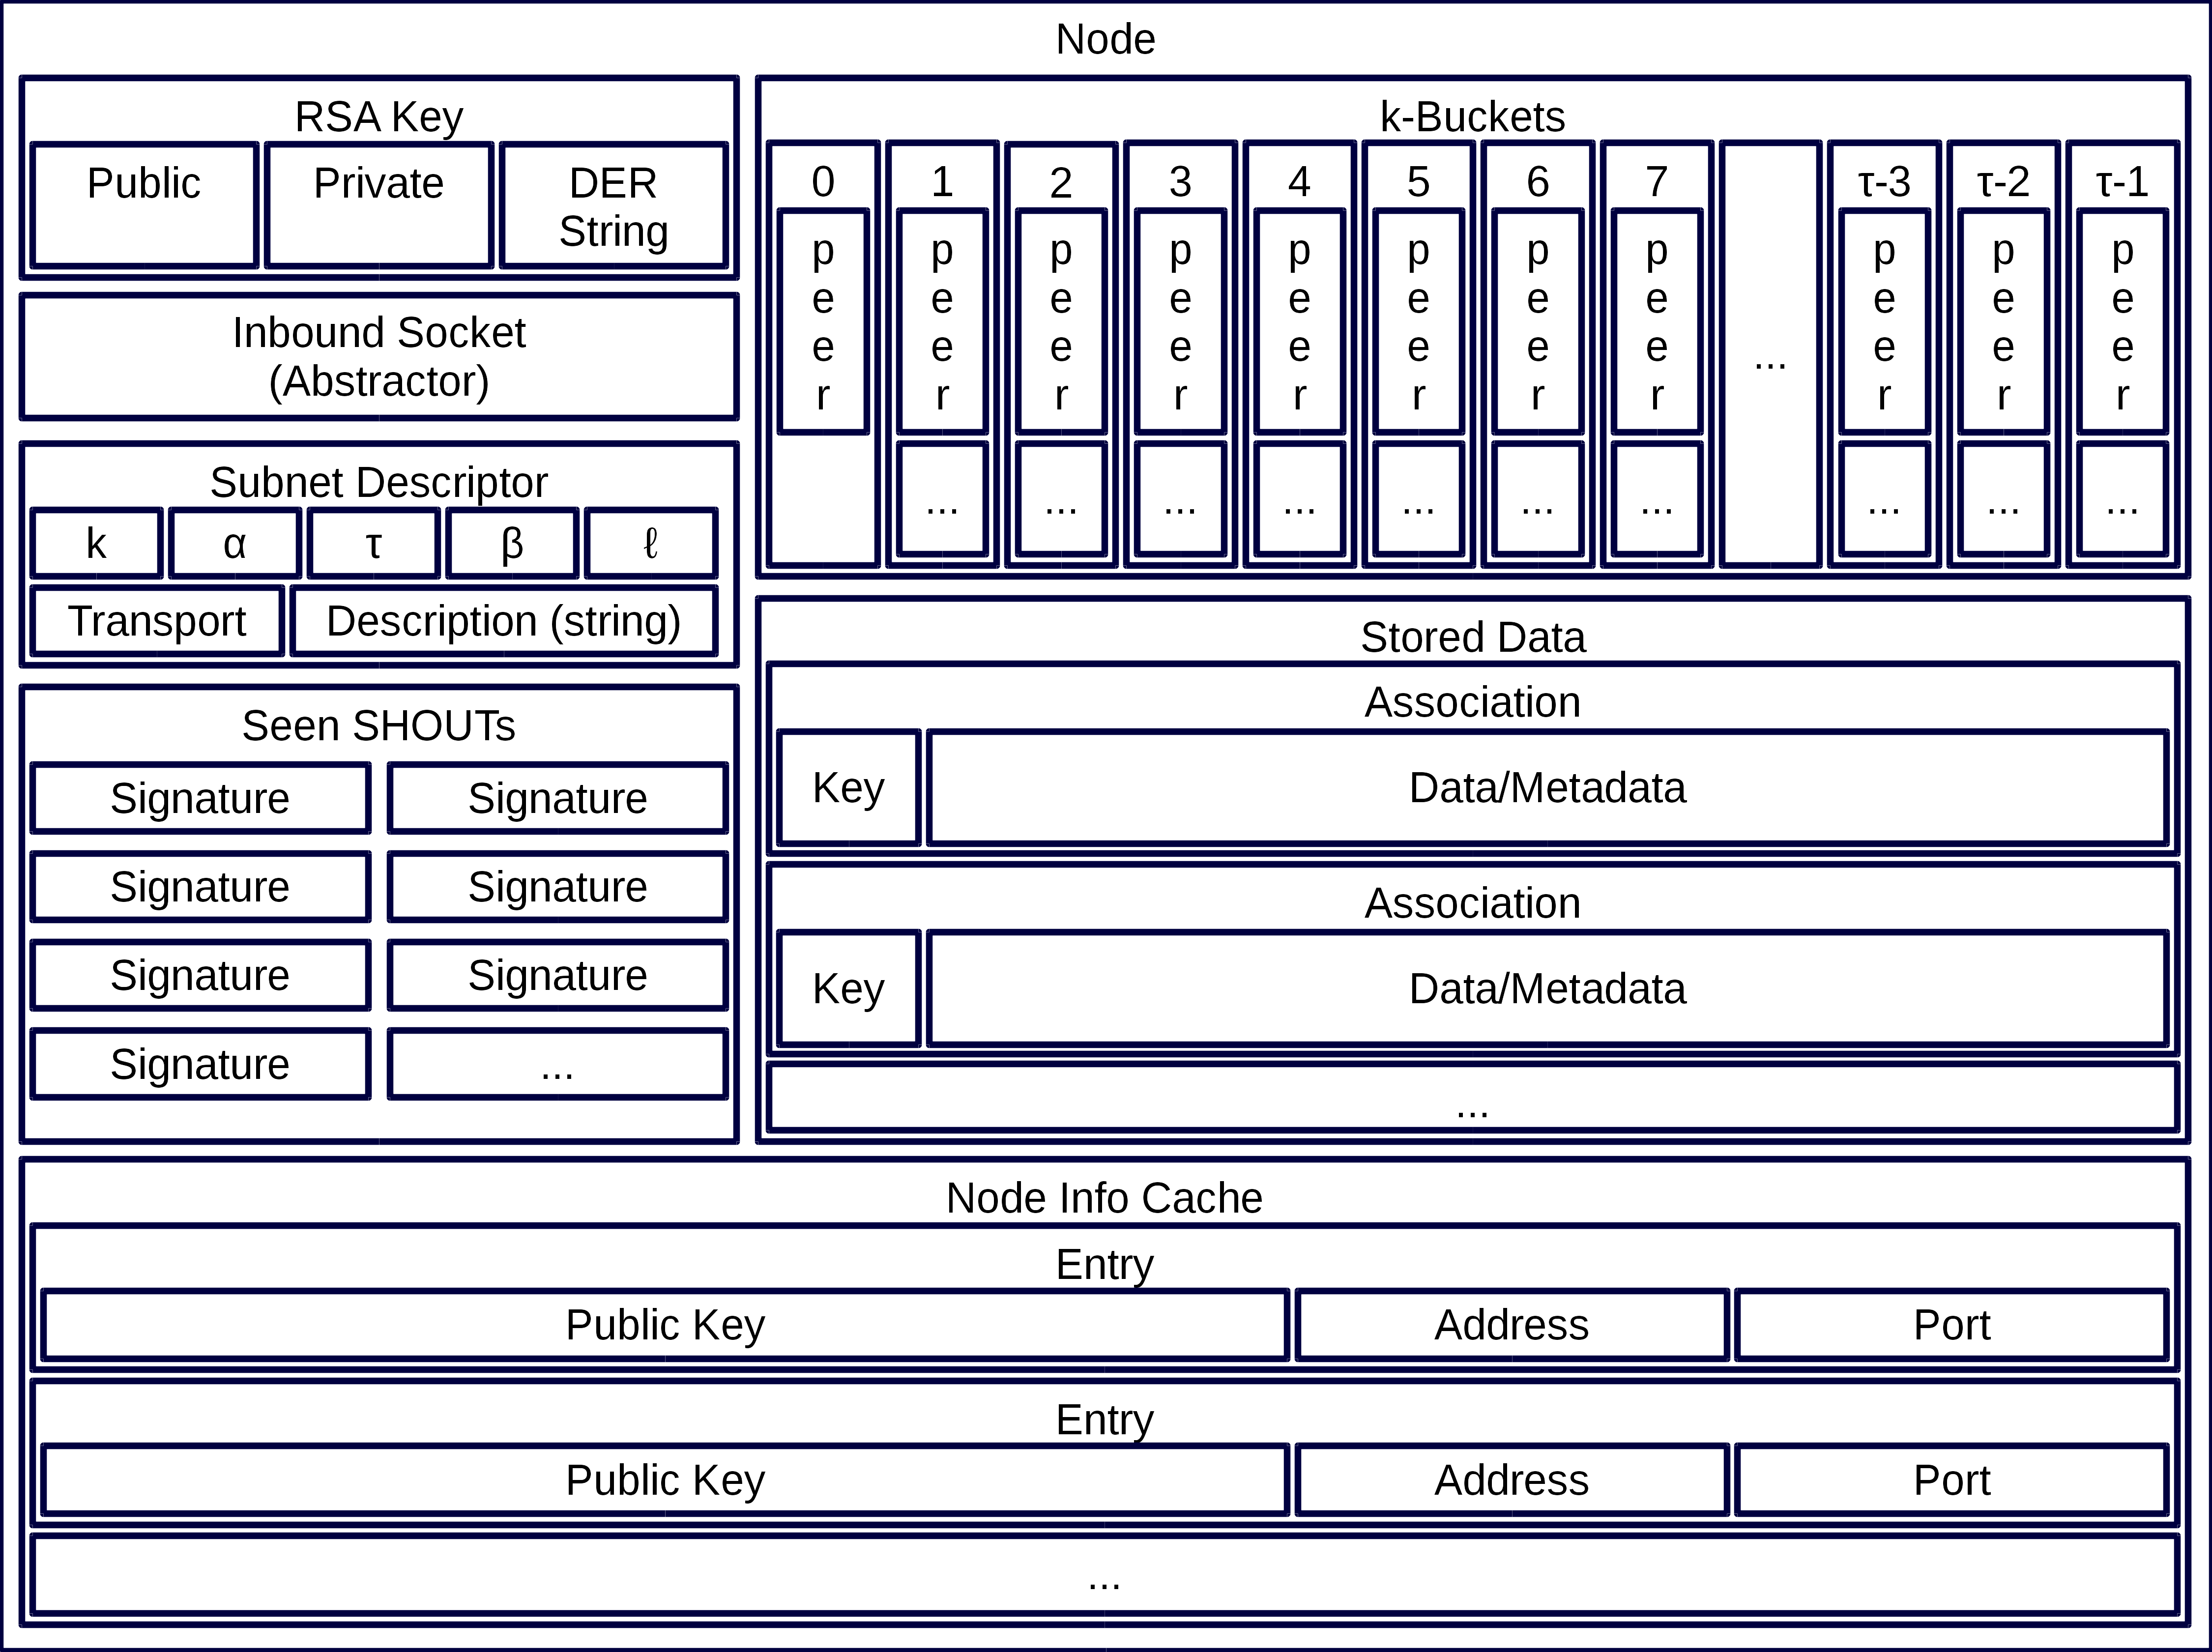 Node
RSA Key
Public
Private
DER
String
Inbound Socket
(Abstractor)
Subnet Descriptor
k
α
τ
β
ℓ
Transport
Description (string)
Seen SHOUTs
Signature
Signature
Signature
Signature
Signature
Signature
Signature
...
k-Buckets
0
peer
1
peer
...
2
peer
...
3
peer
...
4
peer
...
5
peer
...
6
peer
...
7
peer
...
...
τ-3
peer
...
τ-2
peer
...
τ-1
peer
...
Stored Data
Association
Key
Data/Metadata
Association
Key
Data/Metadata
...
Node Info Cache
Entry
Public Key
Address
Port
Entry
Public Key
Address
Port
...